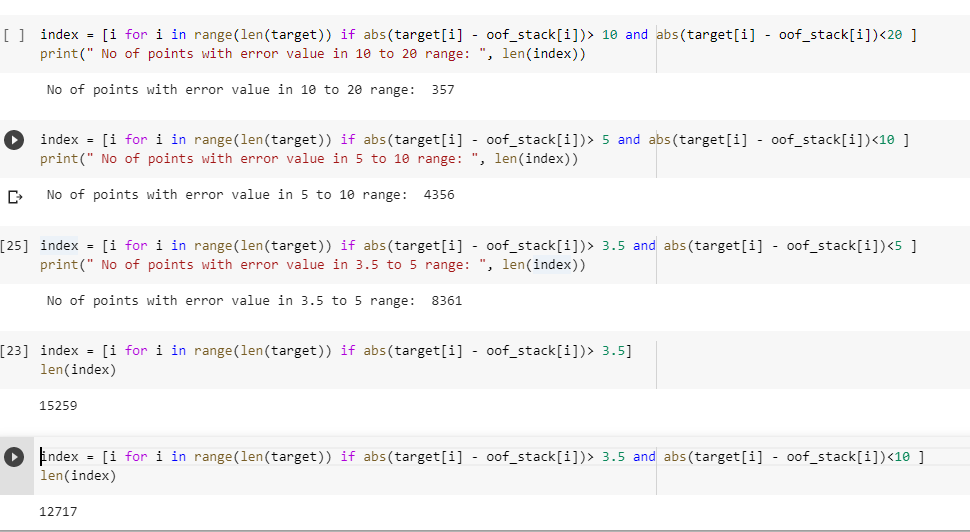 [ ] index = [i for i in range(len(target)) if abs(target[i] - oof_stack[i])> 10 and abs(target[i] - oof_stack[i])<20 ]
print(" No of points with error value in 10 to 20 range: ", len(index))
No of points with error value in 10 to 20 range:  357
index = [i for i in range(len(target)) if abs(target[i] - oof_stack[i])> 5 and abs(target[i] - oof_stack[i])<10 ]
print(" No of points with error value in 5 to 10 range: ", len(index))
No of points with error value in 5 to 10 range:  4356
[25] index = [i for i in range(len(target)) if abs(target[i] - oof_stack[i])> 3.5 and abs(target[i] - oof_stack[i])<5 ]
print(" No of points with error value in 3.5 to 5 range: ", len(index))
No of points with error value in 3.5 to 5 range:  8361
[23] index = [i for i in range(len(target)) if abs(target[i] - oof_stack[i])> 3.5]
len(index)
15259
index = [i for i in range(len(target)) if abs(target[i] - oof_stack[i])> 3.5 and abs(target[i] - oof_stack[i])<10 ]
len(index)
12717